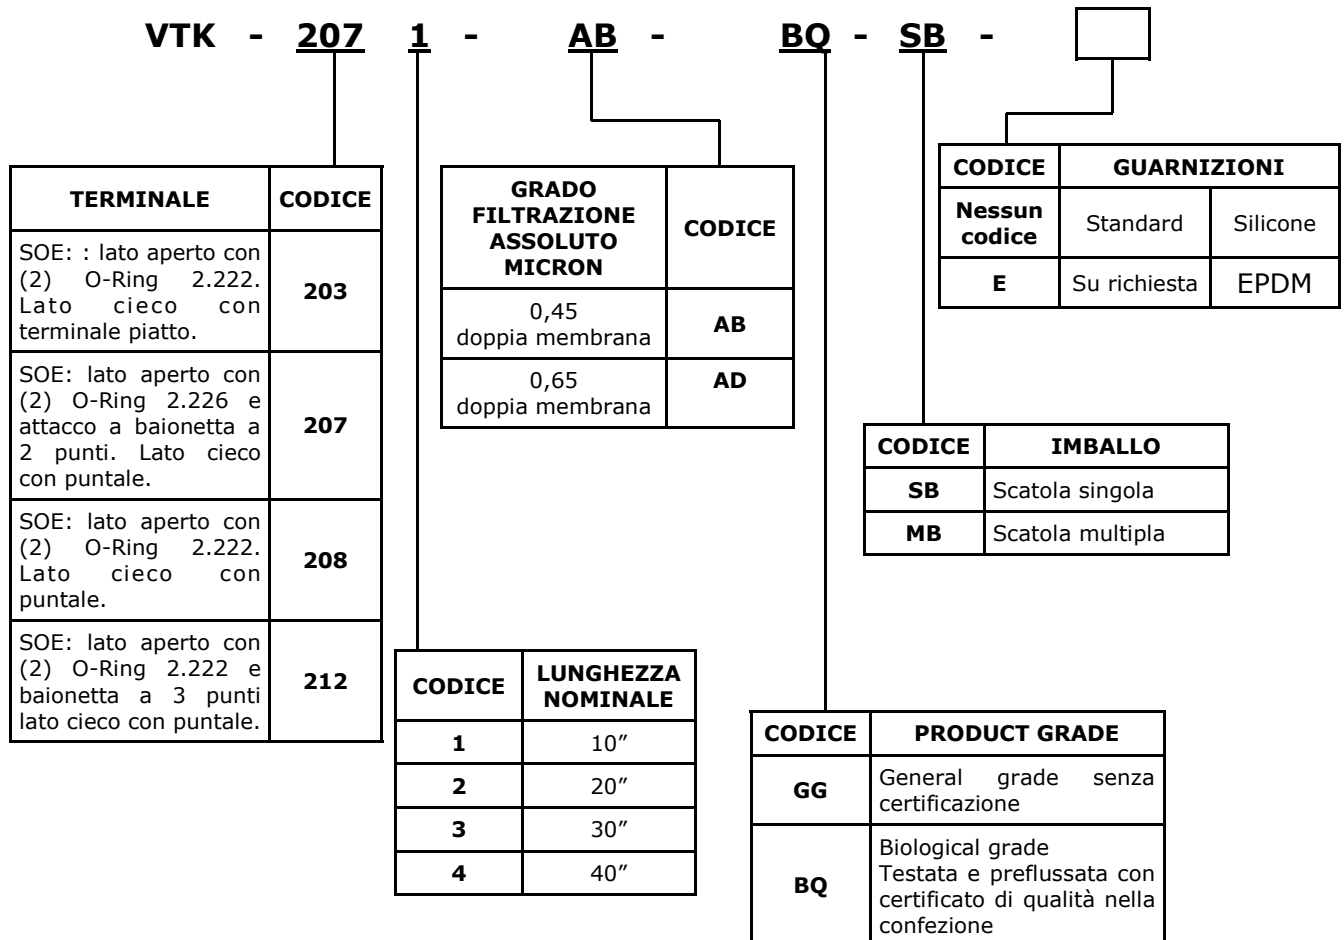 VTK - 207 1 - AB - BQ - SB -
TERMINALE CODICE
SOE: : lato aperto con
(2) O-Ring 2.222.
Lato cieco con
terminale piatto.
203
SOE: lato aperto con
(2) O-Ring 2.226 e
attacco a baionetta a
2 punti. Lato cieco
con puntale.
207
SOE: lato aperto con
(2) O-Ring 2.222.
Lato cieco con
puntale.
208
SOE: lato aperto con
(2) O-Ring 2.222 e
baionetta a 3 punti
lato cieco con puntale.
212
CODICE LUNGHEZZA
NOMINALE
1 10″
2 20″
3 30″
4 40″
GRADO
FILTRAZIONE
ASSOLUTO
MICRON
CODICE
0,45
doppia membrana
AB
0,65
doppia membrana
AD
CODICE PRODUCT GRADE
GG
General grade senza
certificazione
BQ
Biological grade
Testata e preflussata con
certificato di qualità nella
confezione
CODICE IMBALLO
SB Scatola singola
MB Scatola multipla
CODICE GUARNIZIONI
Nessun
codice
Standard Silicone
E Su richiesta EPDM